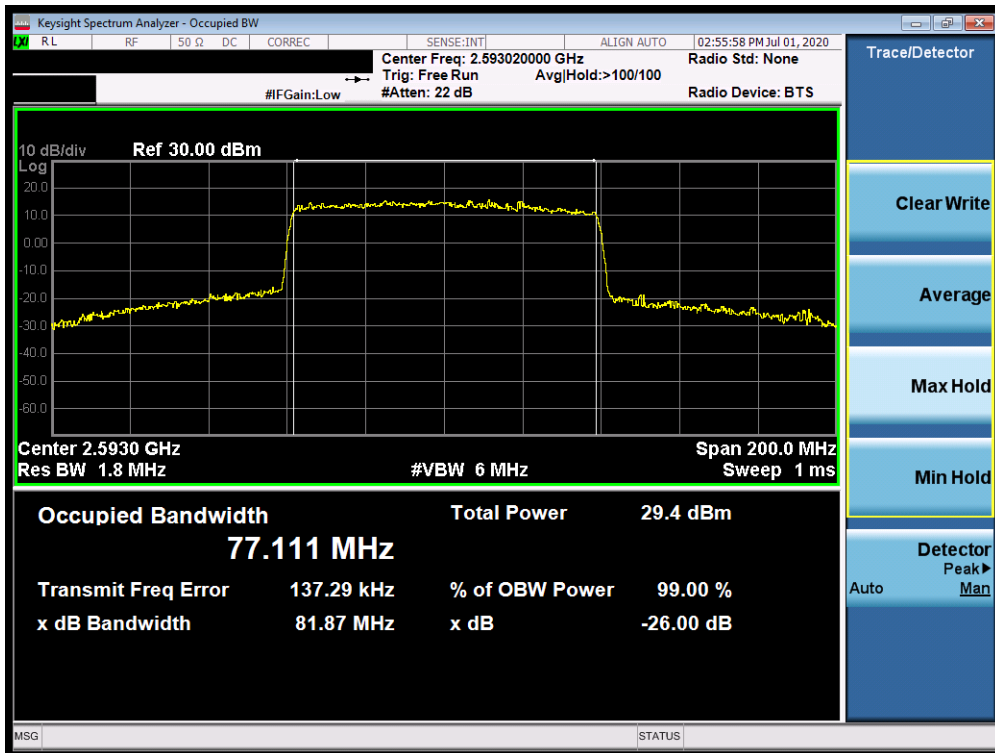 Keysight Spectrum Analyzer - Occupied BW
LXI RL RF 50 Ω DC CORREC SENSE:INT ALIGN AUTO 02:55:58 PM Jul 01, 2020
Center Freq: 2.593020000 GHz Radio Std: None
Trig: Free Run Avg|Hold:>100/100
#IFGain:Low #Atten: 22 dB Radio Device: BTS
Trace/Detector
10 dB/div Ref 30.00 dBm
Log
20.0
10.0
0.00
-10.0
-20.0
-30.0
-40.0
-50.0
-60.0
Center 2.5930 GHz Span 200.0 MHz
Res BW 1.8 MHz #VBW 6 MHz Sweep 1 ms
Occupied Bandwidth Total Power 29.4 dBm
77.111 MHz
Transmit Freq Error 137.29 kHz % of OBW Power 99.00 %
x dB Bandwidth 81.87 MHz x dB -26.00 dB
Clear Write
Average
Max Hold
Min Hold
Detector
Peak▶
Auto Man
MSG STATUS